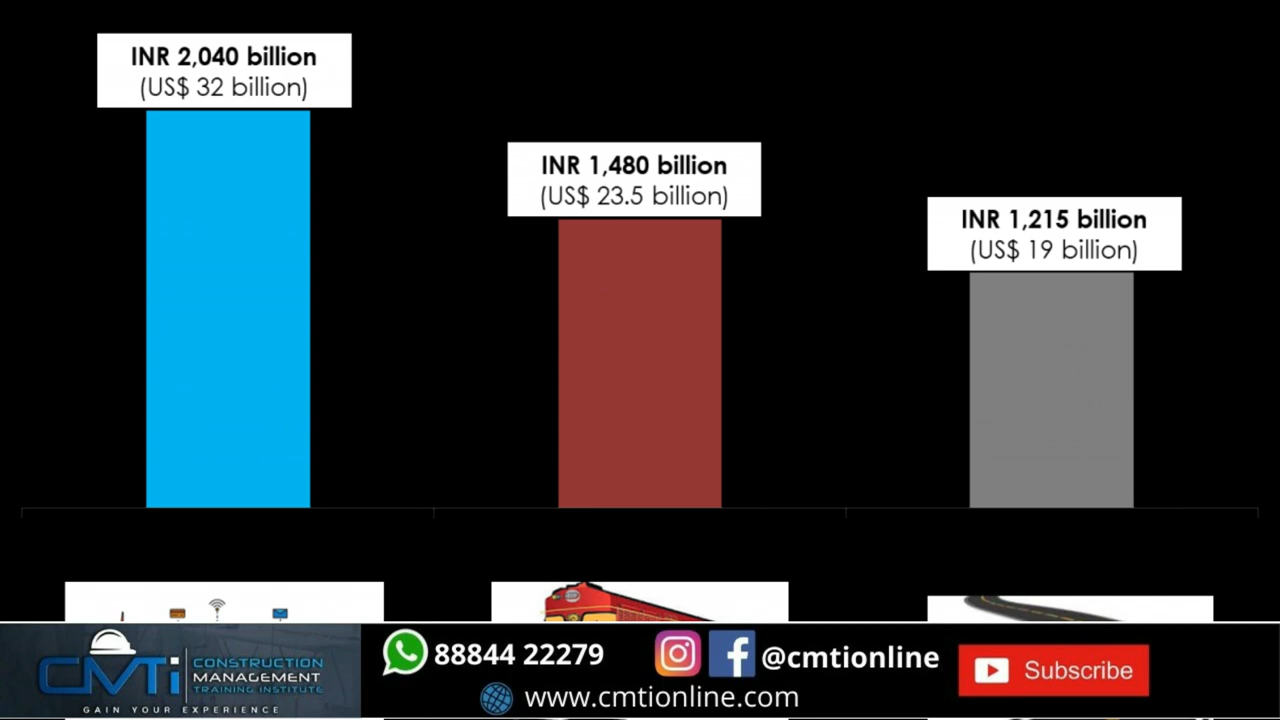 INR 2,040 billion
(US$ 32 billion)
INR 1,480 billion
(US$ 23.5 billion)
INR 1,215 billion
(US$ 19 billion)
CMTi
CONSTRUCTION
MANAGEMENT
TRAINING INSTITUTE
GAIN YOUR EXPERIENCE
88844 22279
@cmtionline
www.cmtionline.com
Subscribe